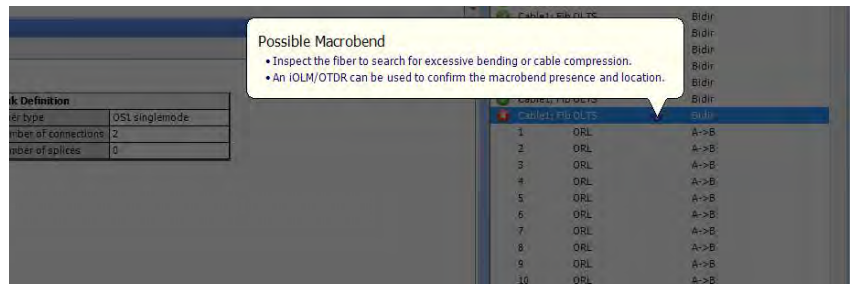 Cable1; Fib OLTS Bidir
Bidir
Bidir
Possible Macrobend
• Inspect the fiber to search for excessive bending or cable compression. Bidir
• An iOLM/OTDR can be used to confirm the macrobend presence and location. Bidir
Definition Cable1; Fib OLTS Bidir
type OS1 singlemode Cable1; Fib OLTS Bidir
of connections 2 1 ORL A->B
of splices 0 2 ORL A->B
3 ORL A->B
4 ORL A->B
5 ORL A->B
6 ORL A->B
7 ORL A->B
8 ORL A->B
9 ORL A->B
10 ORL A->B